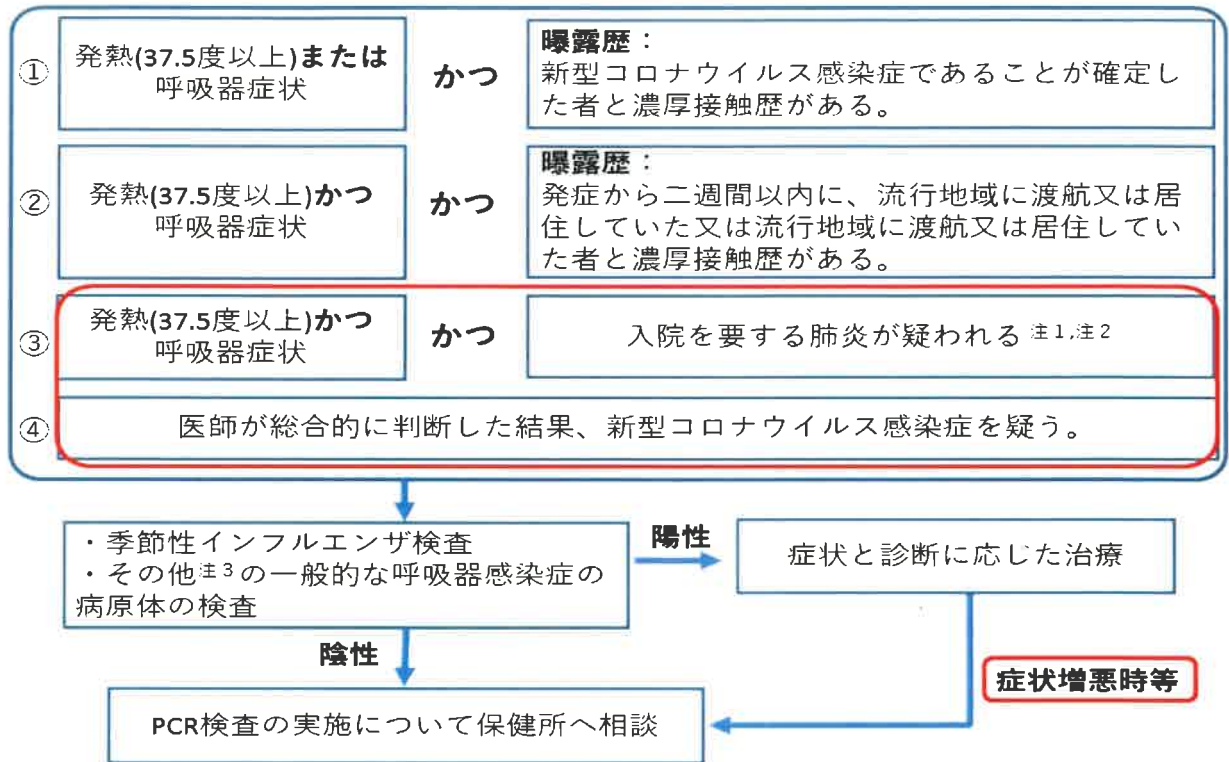 ①
発熱(37.5度以上)または
呼吸器症状
かつ
曝露歴：
新型コロナウイルス感染症であることが確定し
た者と濃厚接触歴がある。
②
発熱(37.5度以上)かつ
呼吸器症状
かつ
曝露歴：
発症から二週間以内に、流行地域に渡航又は居
住していた又は流行地域に渡航又は居住してい
た者と濃厚接触歴がある。
③
発熱(37.5度以上)かつ
呼吸器症状
かつ
入院を要する肺炎が疑われる 注1,注2
④
医師が総合的に判断した結果、新型コロナウイルス感染症を疑う。
・季節性インフルエンザ検査
・その他注3の一般的な呼吸器感染症の
病原体の検査
陽性
症状と診断に応じた治療
陰性
症状増悪時等
PCR検査の実施について保健所へ相談